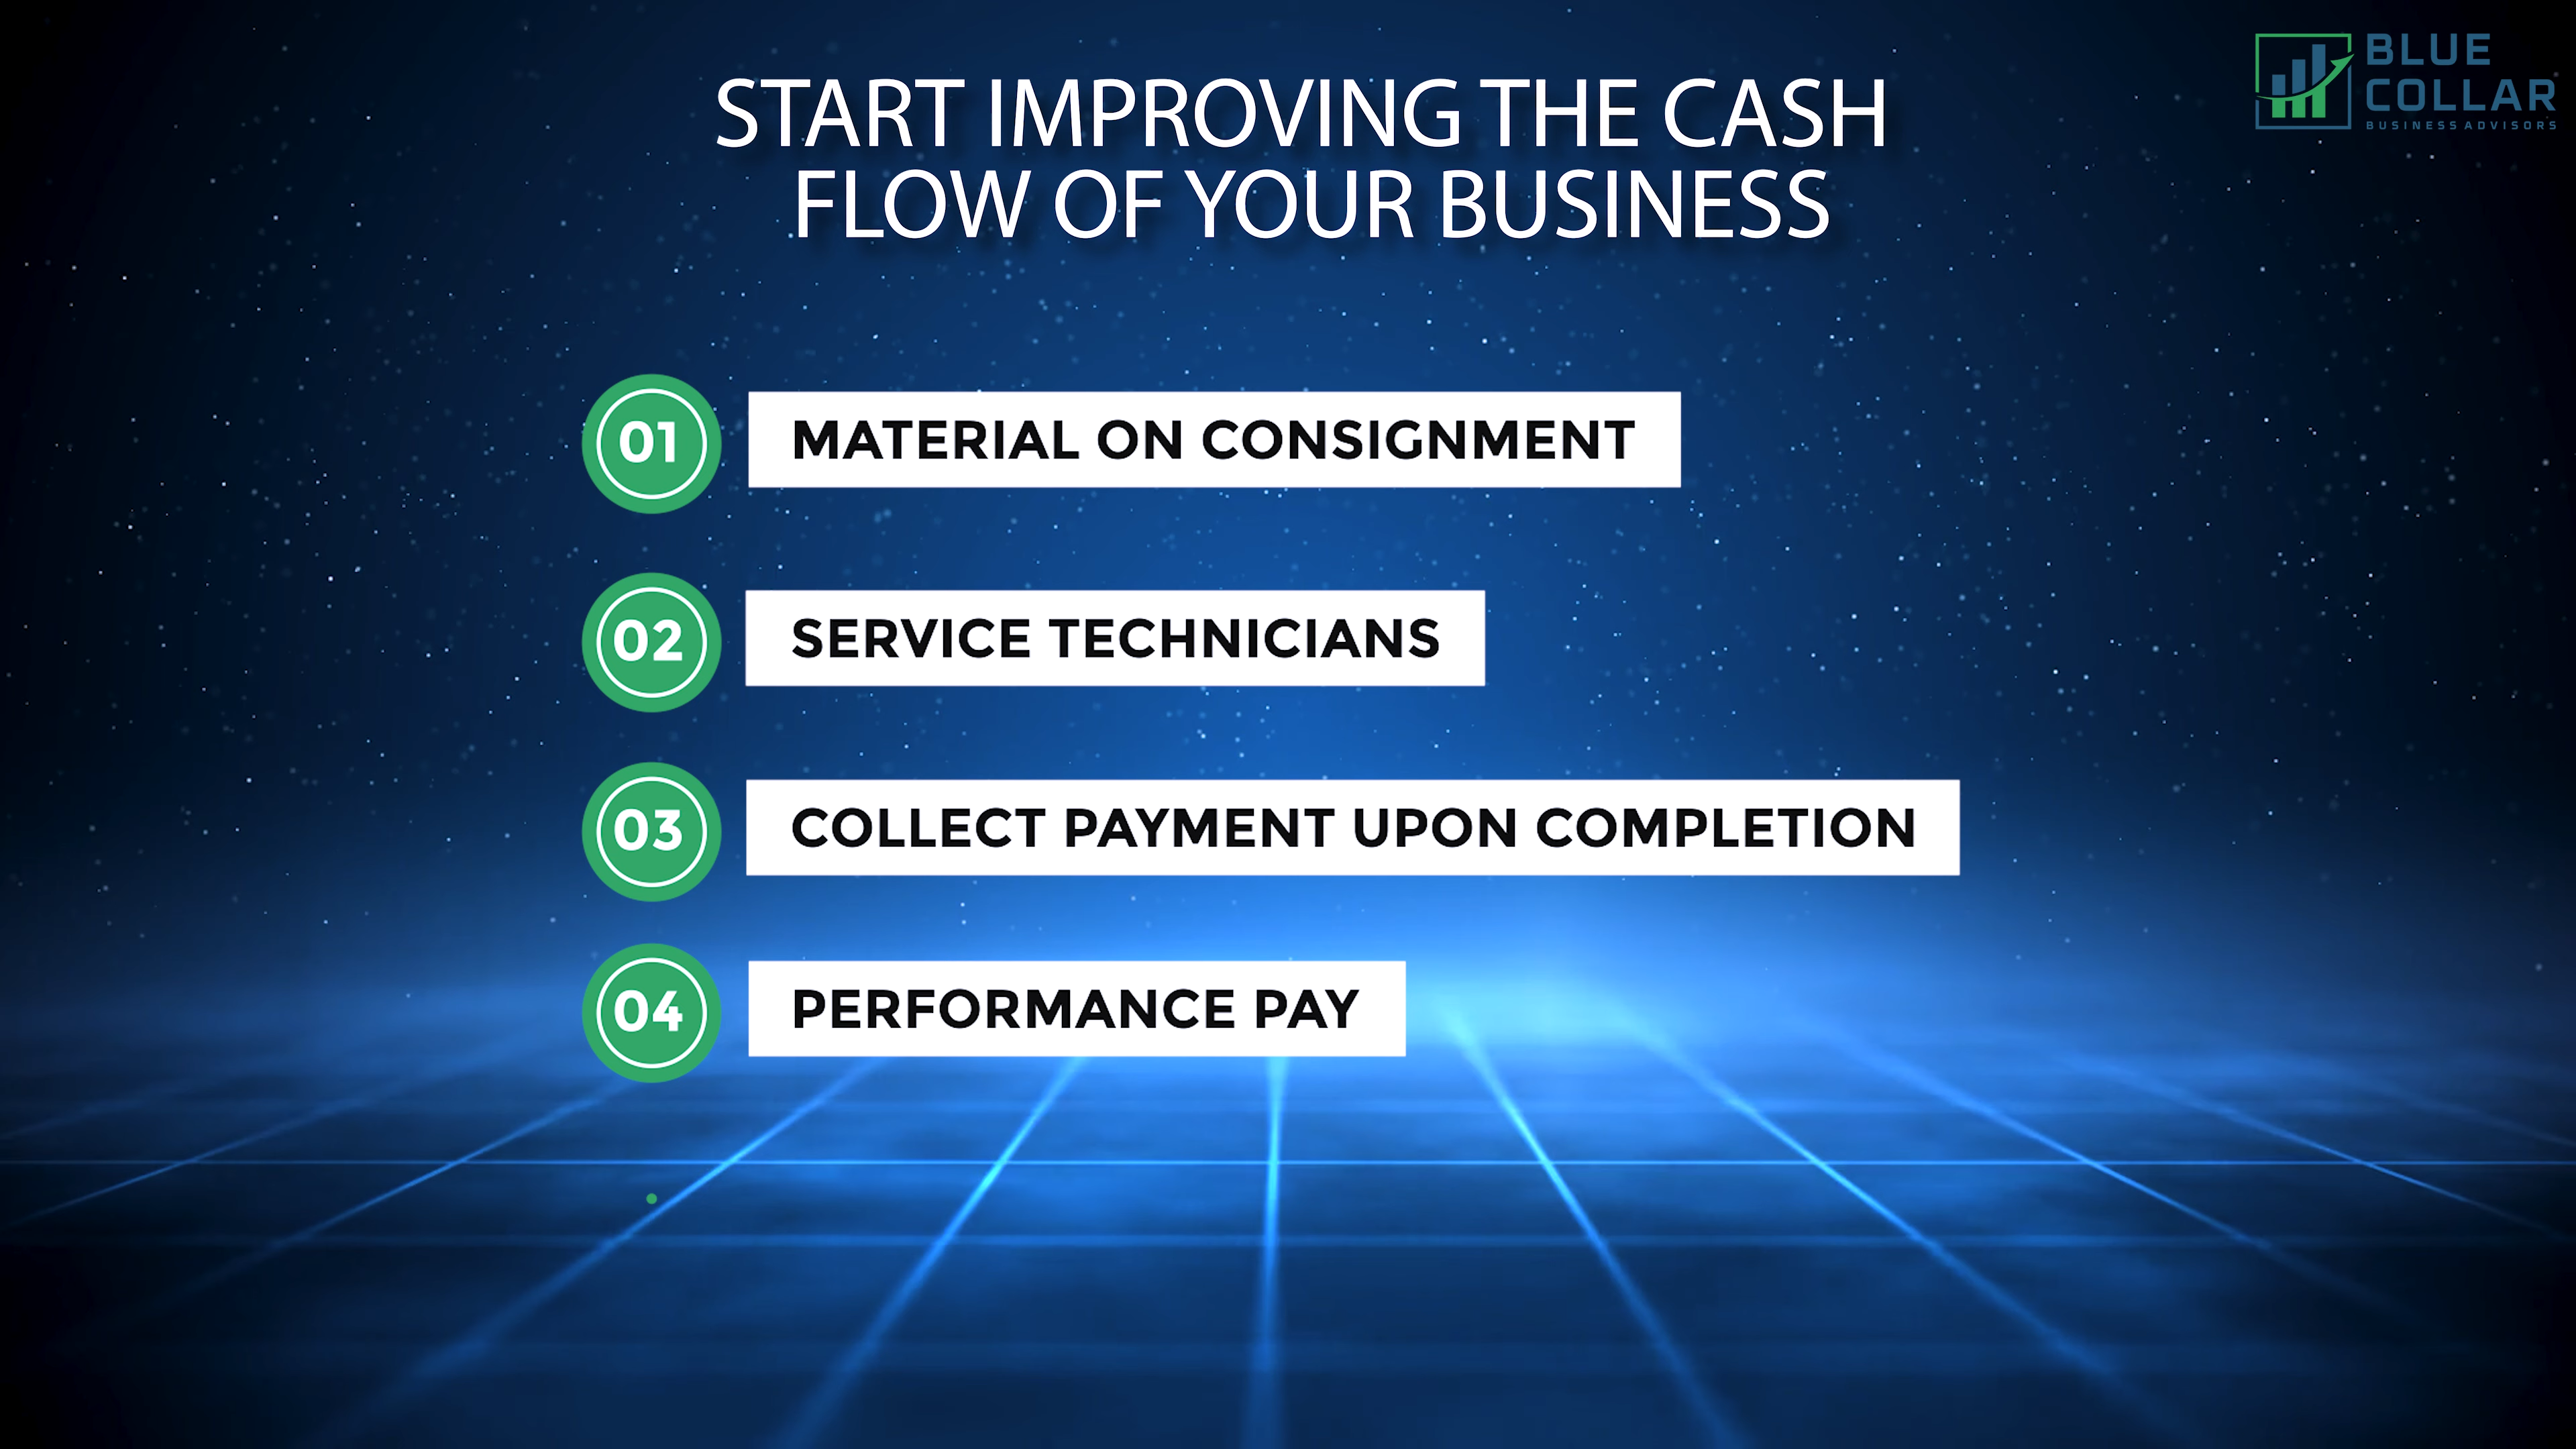 BLUE
COLLAR
BUSINESS ADVISORS
START IMPROVING THE CASH
FLOW OF YOUR BUSINESS
01 MATERIAL ON CONSIGNMENT
02 SERVICE TECHNICIANS
03 COLLECT PAYMENT UPON COMPLETION
04 PERFORMANCE PAY